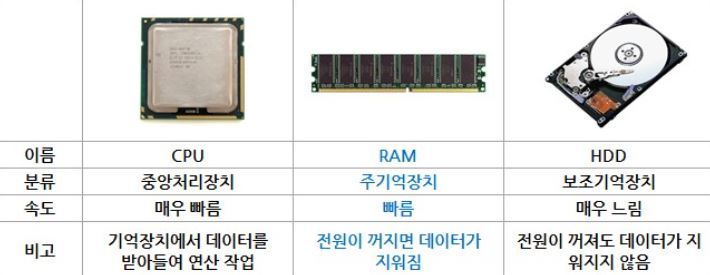 이름 CPU RAM HDD
분류 중앙처리장치 주기억장치 보조기억장치
속도 매우 빠름 빠름 매우 느림
비고 기억장치에서 데이터를 받아들여 연산 작업 전원이 꺼지면 데이터가 지워짐 전원이 꺼져도 데이터가 지워지지 않음